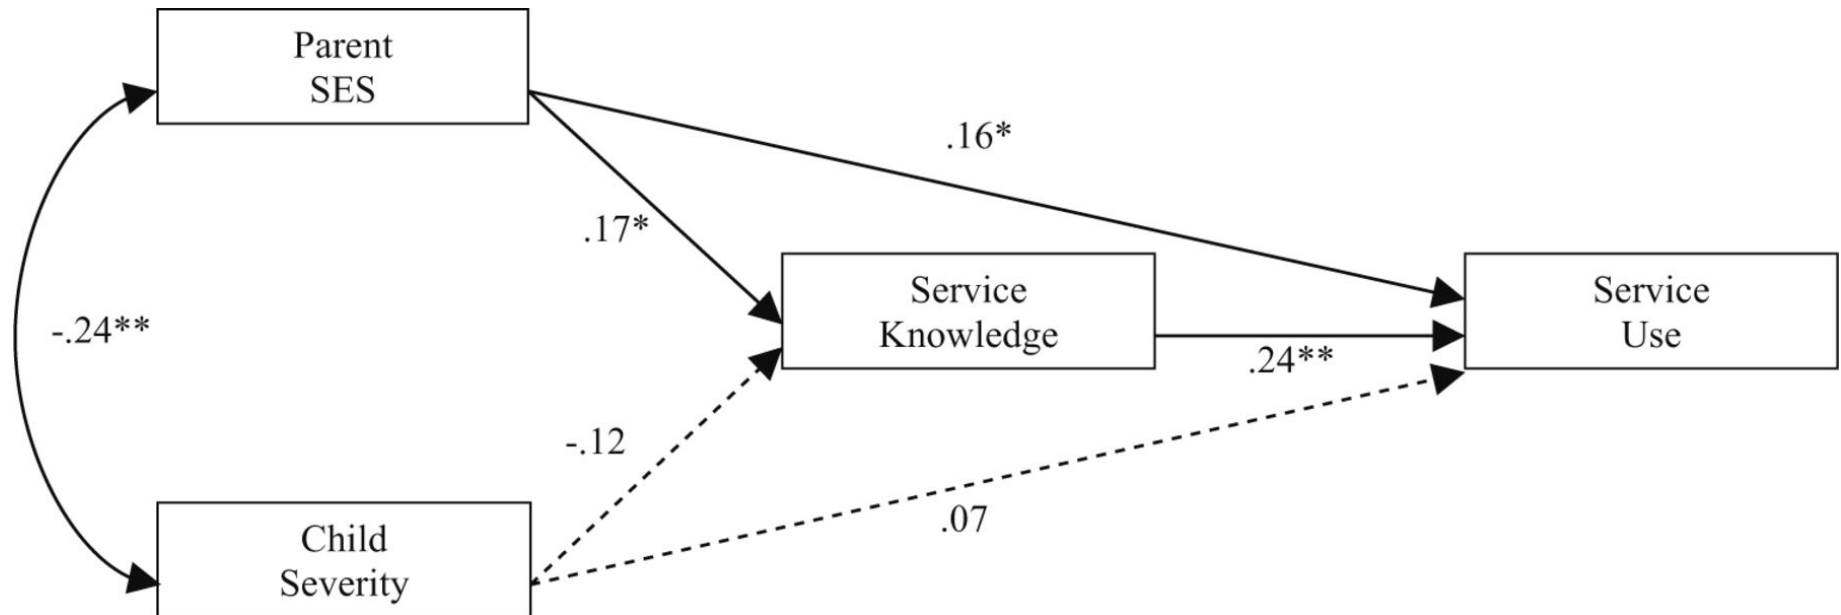 Parent
SES
.16*
.17*
Service
Knowledge
Service
Use
-.24**
.24**
-.12
.07
Child
Severity